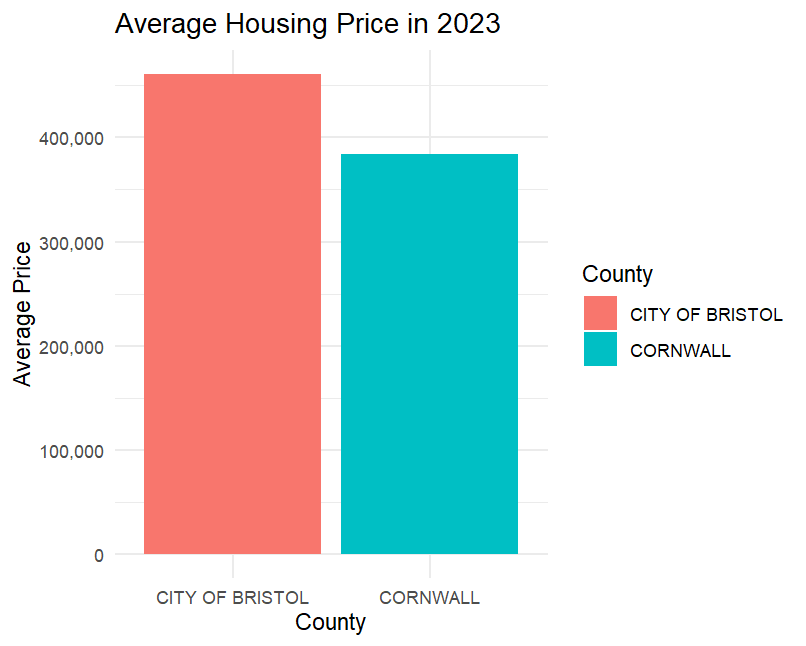 Average Housing Price in 2023
Average Price
400,000
300,000
200,000
100,000
0
CITY OF BRISTOL
CORNWALL
County
County
CITY OF BRISTOL
CORNWALL